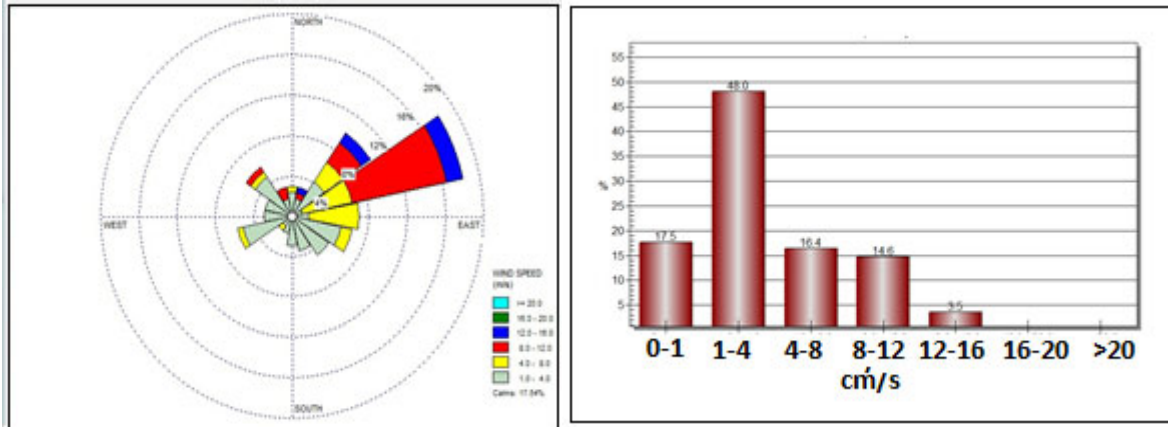 NORTH
20%
16%
12%
8%
4%
WEST
EAST
SOUTH
WIND SPEED
(m/s)
>= 20.0
16.0 - 20.0
12.0 - 16.0
8.0 - 12.0
4.0 - 8.0
1.0 - 4.0
Calms: 17.54%
%
55
50
45
40
35
30
25
20
15
10
5
17.5
48.0
16.4
14.6
3.5
0-1 1-4 4-8 8-12 12-16 16-20 >20
cm/s